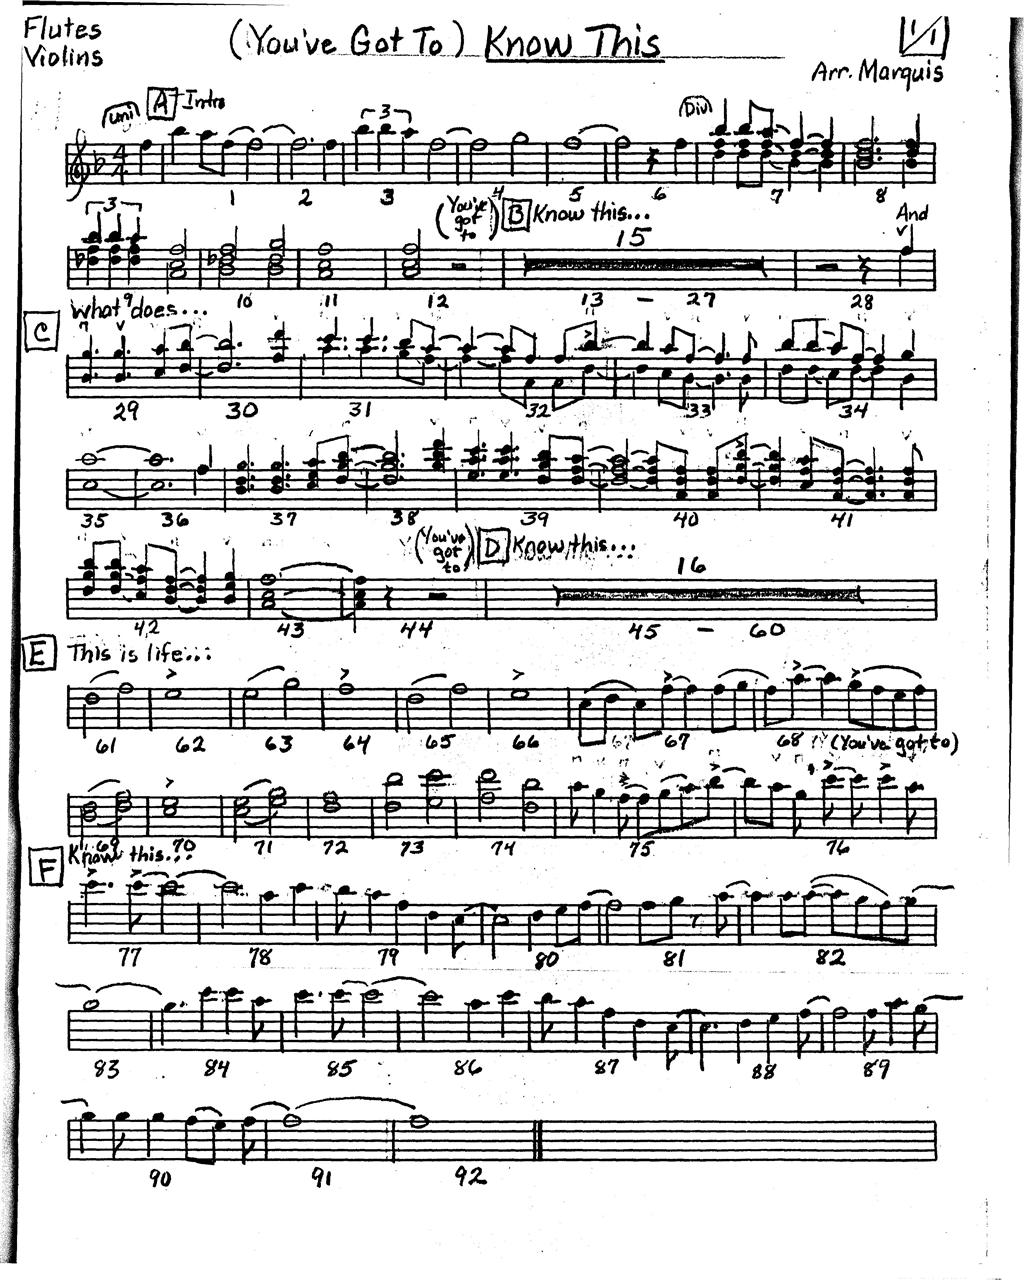 Flutes
Violins
(You've Got To) Know This
1/1
Arr. Marquis
uni A Intro
3
Div
4 4
1 2 3 4 5 6 7 8
3
(You've got to) B Know this...
15
And
9 10 11 12 13 - 27 28
C What does...
29 30 31 32 33 34
35 36 37 38 39 40 41
(You've got to) D Know this...
16
42 43 44 45 - 60
E This is life...
61 62 63 64 65 66 67 68 (You've got to)
69 70 71 72 73 74 75 76
F Know this...
77 78 79 80 81 82
83 84 85 86 87 88 89
90 91 92